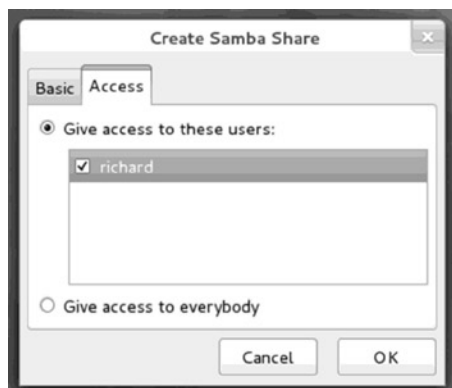 Create Samba Share
Basic
Access
Give access to these users:
richard
Give access to everybody
Cancel
OK